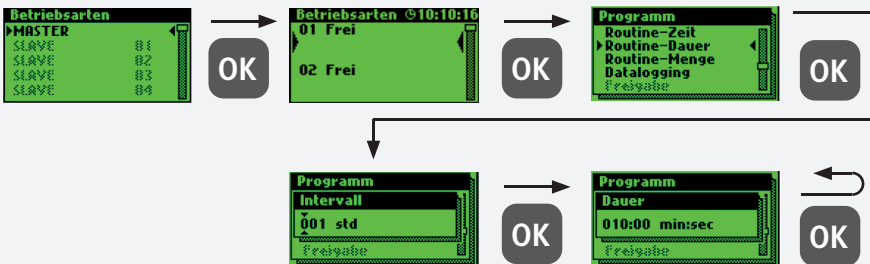 Betriebsarten
MASTER
SLAVE 01
SLAVE 02
SLAVE 03
SLAVE 04
OK
Betriebsarten 10:10:16
01 Frei
02 Frei
OK
Programm
Routine-Zeit
Routine-Dauer
Routine-Menge
Datalogging
Freigabe
OK
Programm
Intervall
001 std
Freigabe
OK
Programm
Dauer
010:00 min:sec
Freigabe
OK